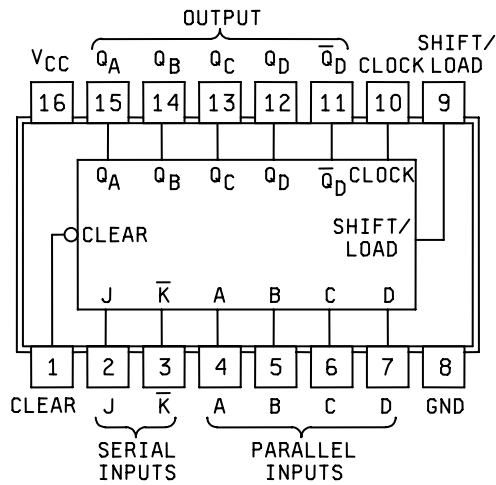 OUTPUT
VCC QA QB QC QD Q̅D CLOCK SHIFT/
LOAD
16 15 14 13 12 11 10 9
QA QB QC QD Q̅D CLOCK
CLEAR
SHIFT/
LOAD
J K̅ A B C D
1 2 3 4 5 6 7 8
CLEAR J K̅ A B C D GND
SERIAL
INPUTS
PARALLEL
INPUTS